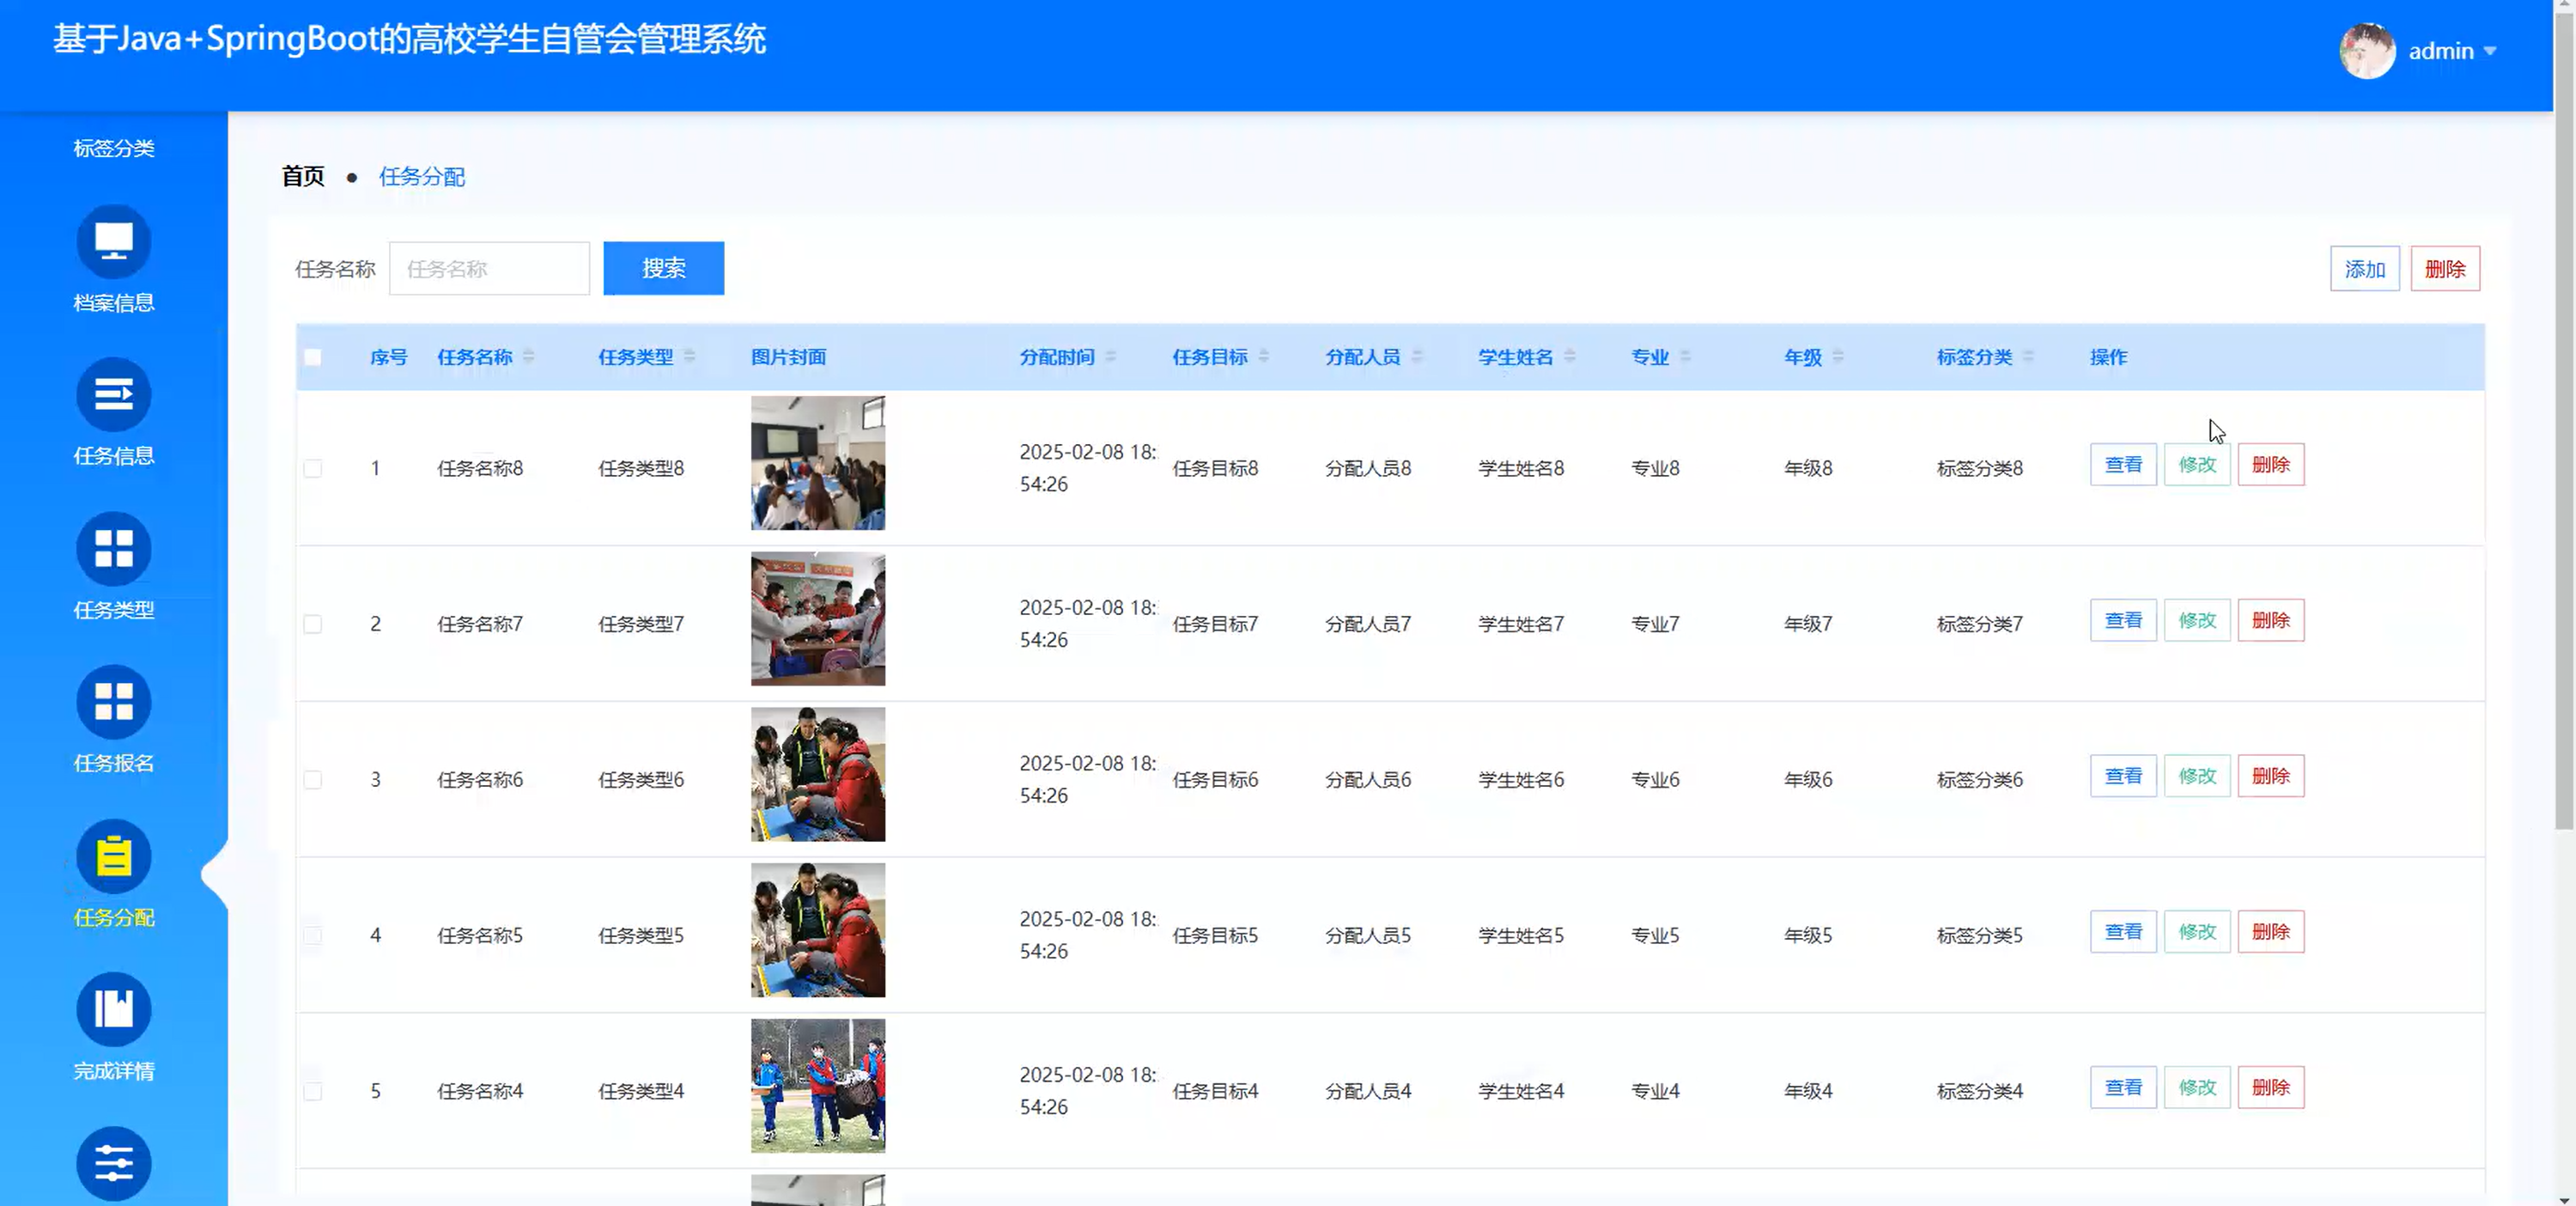 基于Java+SpringBoot的高校学生自管会管理系统
admin
标签分类
档案信息
任务信息
任务类型
任务报名
任务分配
完成详情
首页 ● 任务分配
任务名称 任务名称 搜索 添加 删除
序号 任务名称 任务类型 图片封面 分配时间 任务目标 分配人员 学生姓名 专业 年级 标签分类 操作
1 任务名称8 任务类型8 2025-02-08 18:54:26 任务目标8 分配人员8 学生姓名8 专业8 年级8 标签分类8 查看 修改 删除
2 任务名称7 任务类型7 2025-02-08 18:54:26 任务目标7 分配人员7 学生姓名7 专业7 年级7 标签分类7 查看 修改 删除
3 任务名称6 任务类型6 2025-02-08 18:54:26 任务目标6 分配人员6 学生姓名6 专业6 年级6 标签分类6 查看 修改 删除
4 任务名称5 任务类型5 2025-02-08 18:54:26 任务目标5 分配人员5 学生姓名5 专业5 年级5 标签分类5 查看 修改 删除
5 任务名称4 任务类型4 2025-02-08 18:54:26 任务目标4 分配人员4 学生姓名4 专业4 年级4 标签分类4 查看 修改 删除